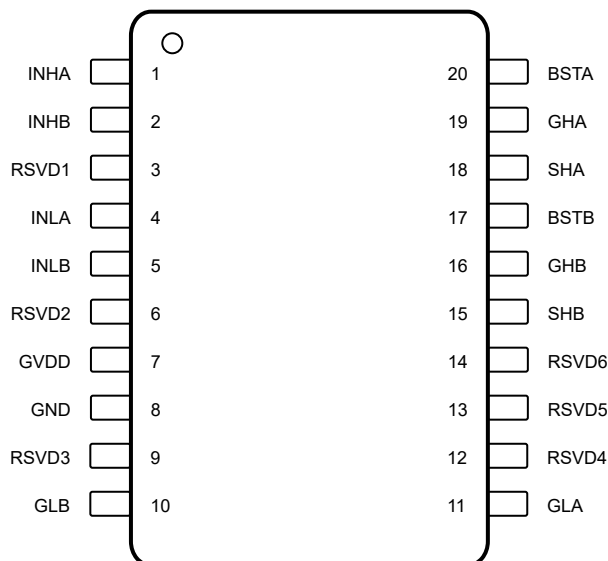 INHA 1 20 BSTA
INHB 2 19 GHA
RSVD1 3 18 SHA
INLA 4 17 BSTB
INLB 5 16 GHB
RSVD2 6 15 SHB
GVDD 7 14 RSVD6
GND 8 13 RSVD5
RSVD3 9 12 RSVD4
GLB 10 11 GLA